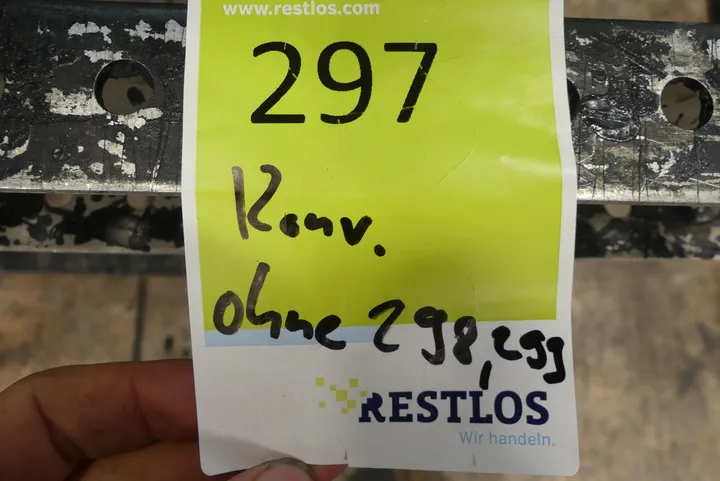 www.restlos.com
297
Konv.
ohne 298, 299
RESTLOS
Wir handeln.